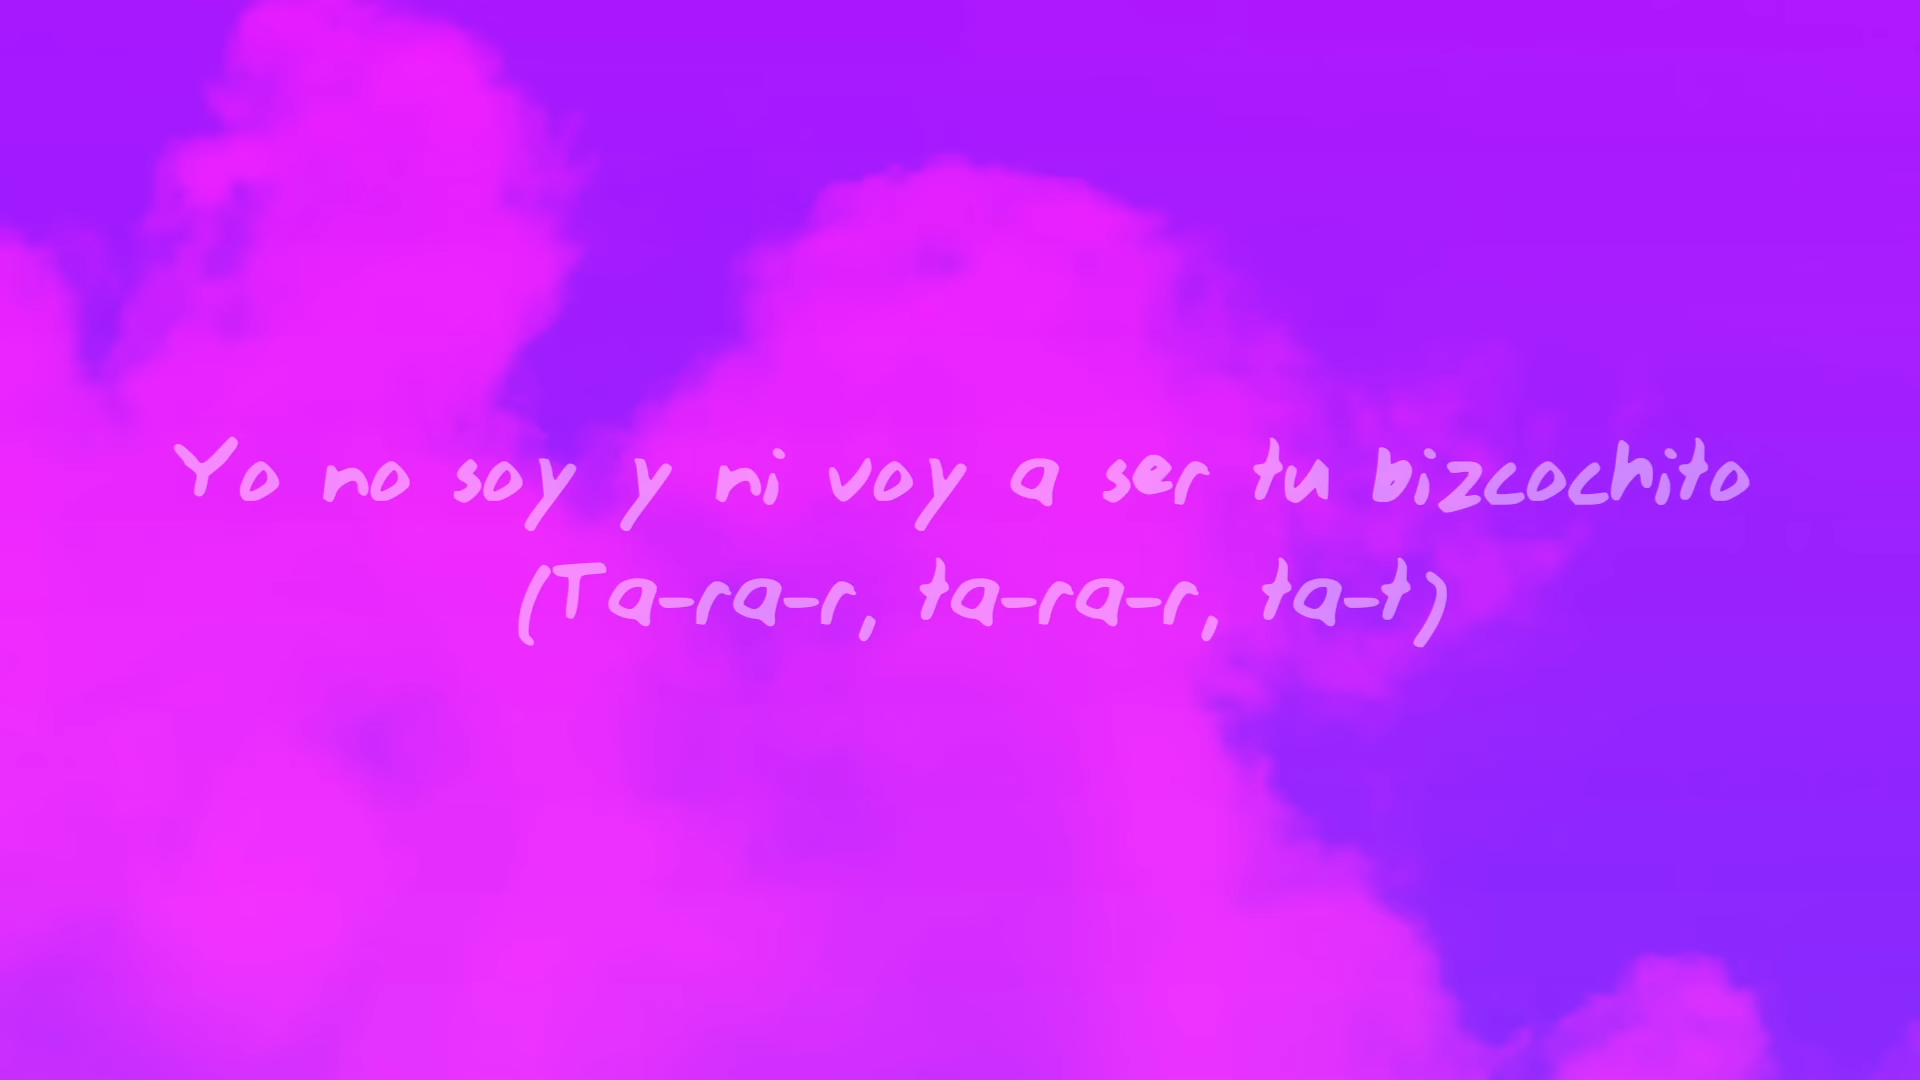 Yo no soy y ni voy a ser tu bizcochito
(Ta-ra-r, ta-ra-r, ta-t)